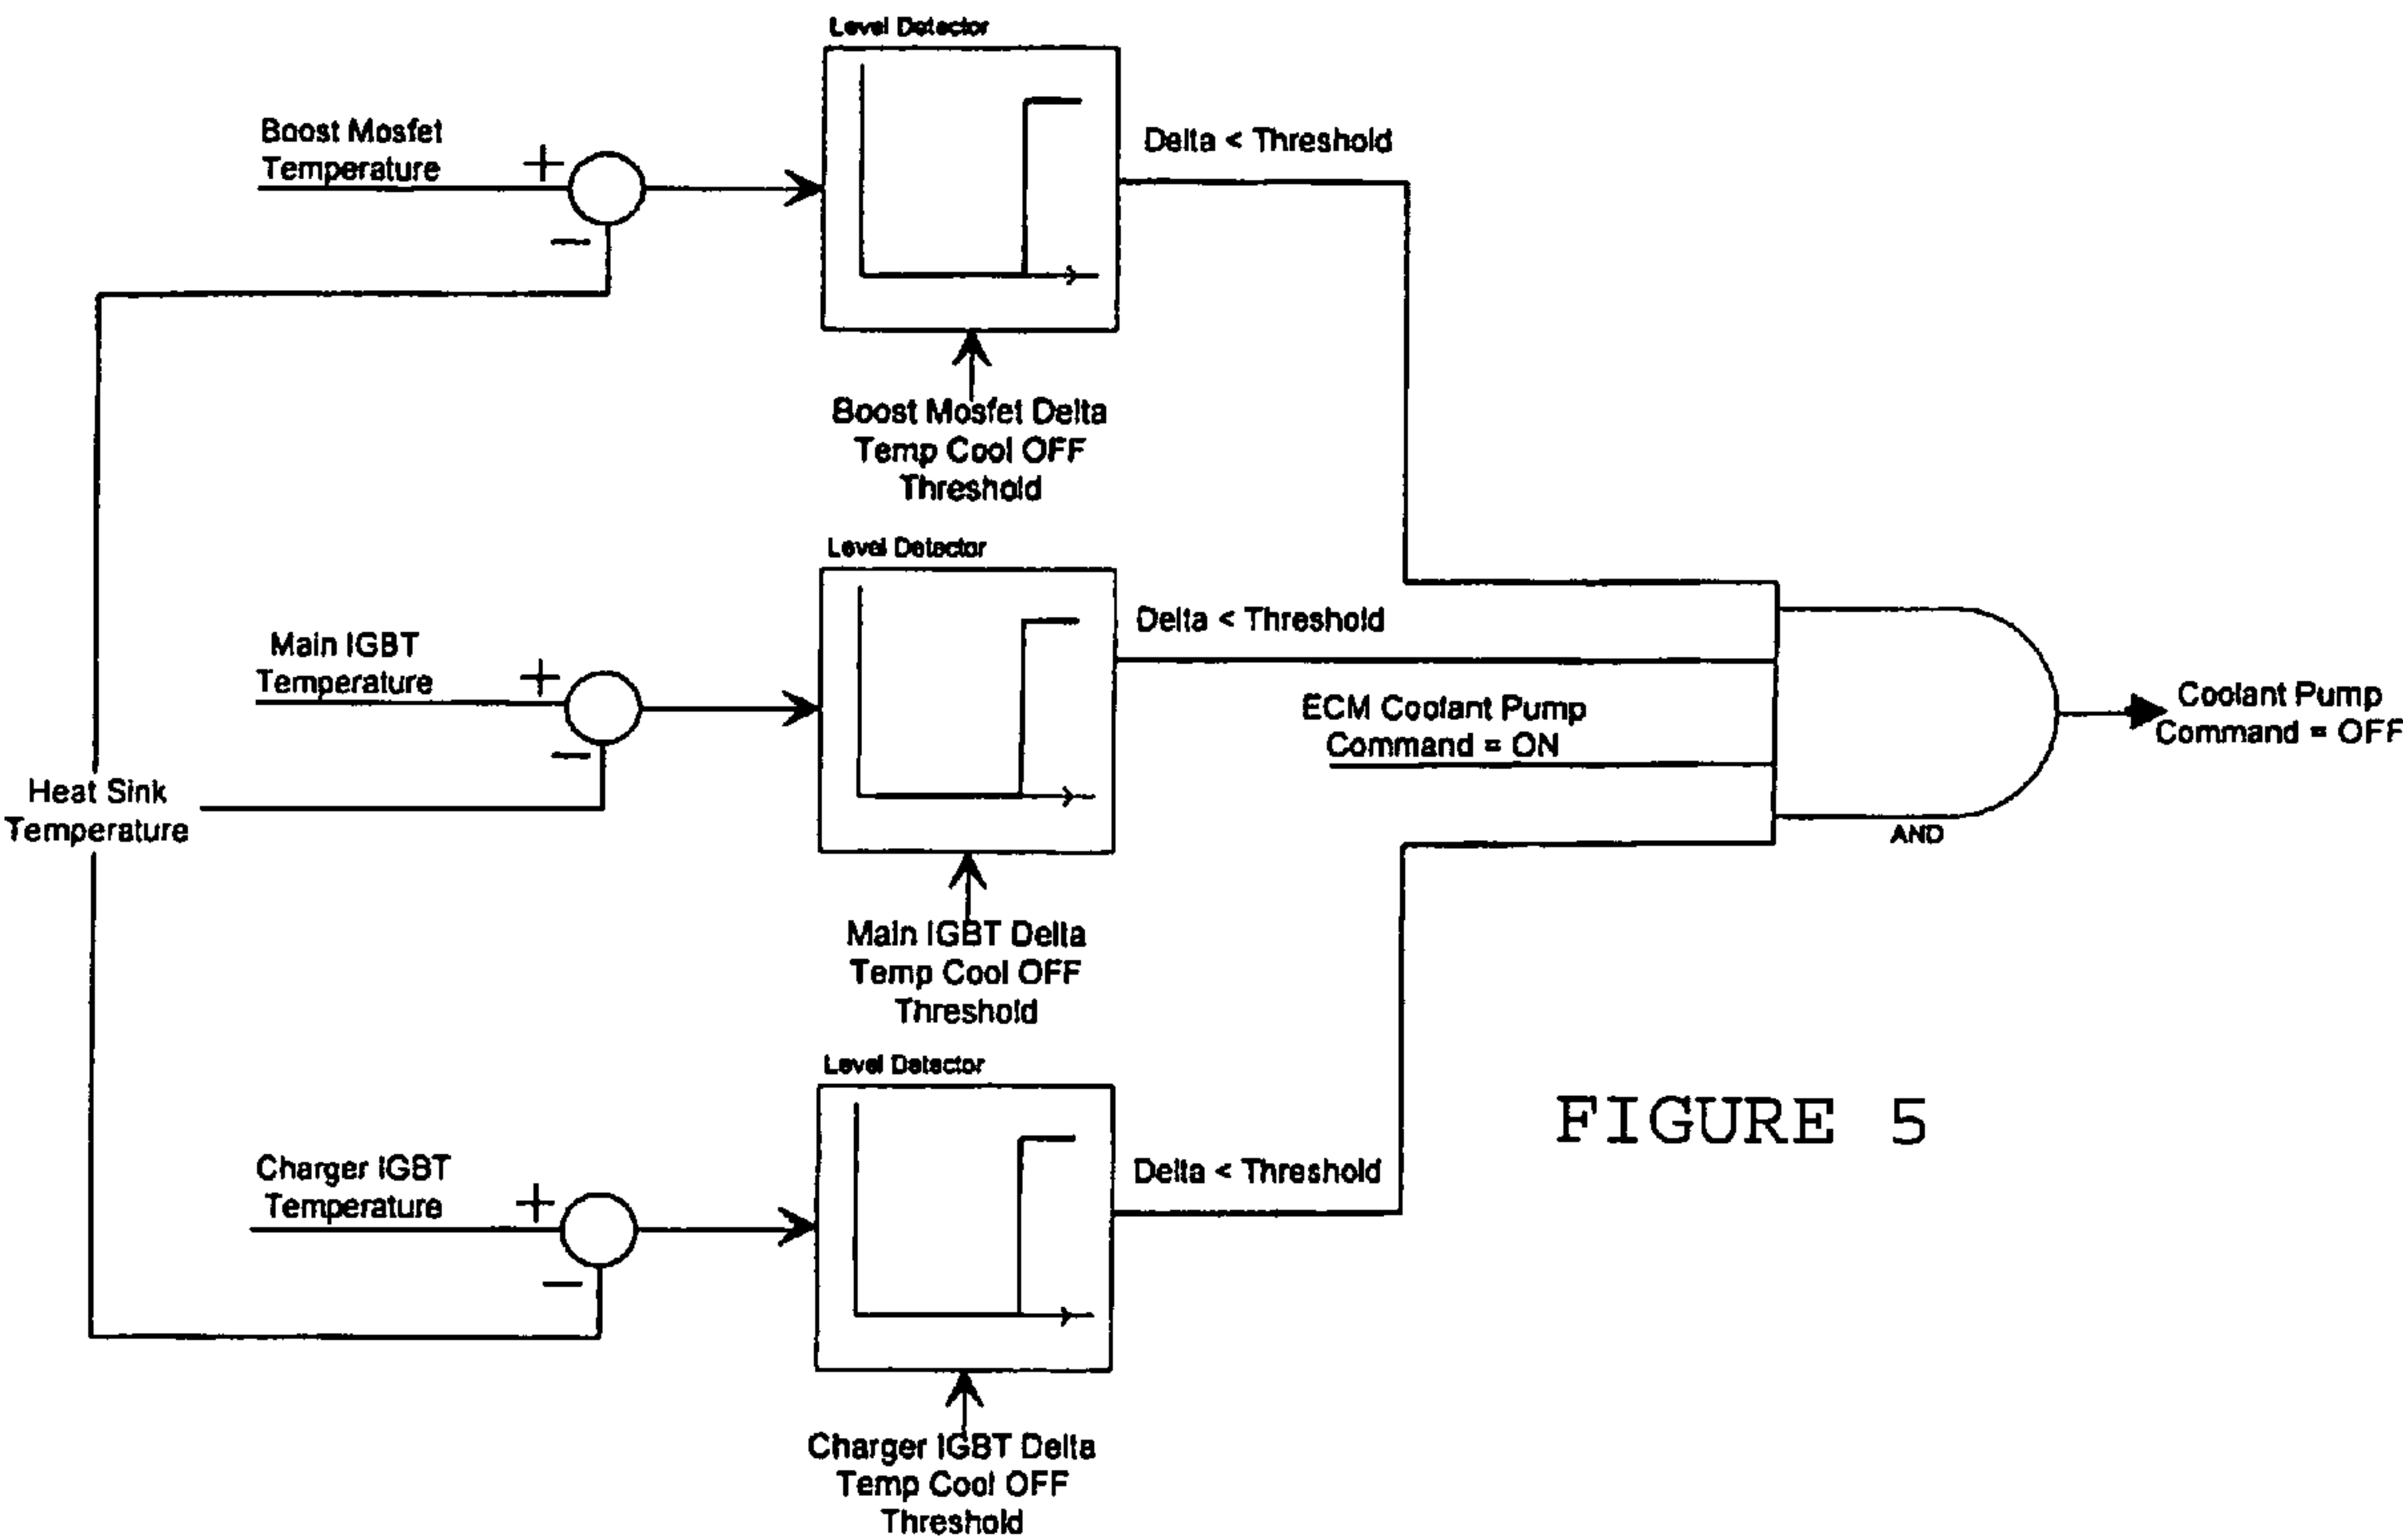 Level Detector
Boost Mosfet
Temperature
+
−
Delta < Threshold
Boost Mosfet Delta
Temp Cool OFF
Threshold
Level Detector
Main IGBT
Temperature
+
−
Delta < Threshold
ECM Coolant Pump
Command = ON
Coolant Pump
Command = OFF
AND
Heat Sink
Temperature
Main IGBT Delta
Temp Cool OFF
Threshold
Level Detector
Charger IGBT
Temperature
+
−
Delta < Threshold
FIGURE 5
Charger IGBT Delta
Temp Cool OFF
Threshold